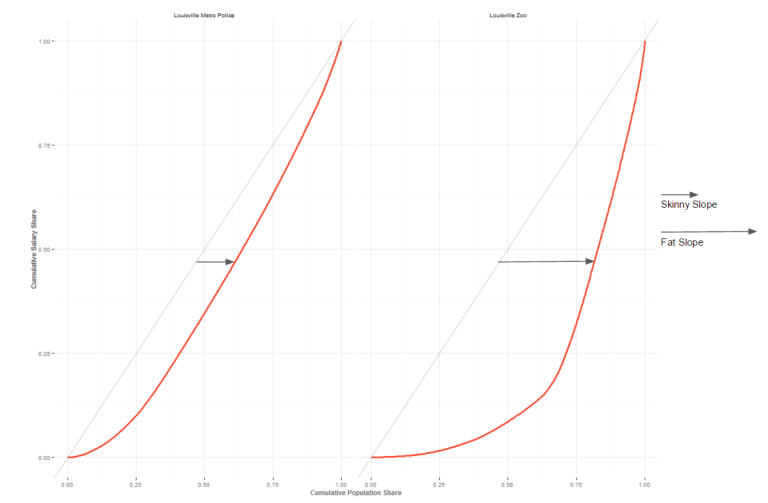 Louisville Metro Police
Louisville Zoo
1.00
0.75
0.50
0.25
0.00
Cumulative Salary Share
0.00 0.25 0.50 0.75 1.00
0.00 0.25 0.50 0.75 1.00
Cumulative Population Share
Skinny Slope
Fat Slope